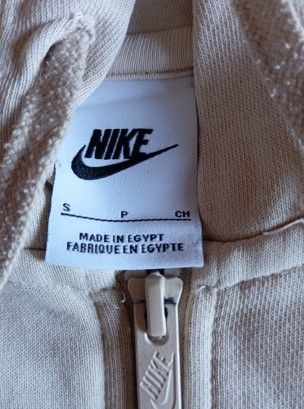 NIKE
S P CH
MADE IN EGYPT
FABRIQUE EN EGYPTE
NIKE